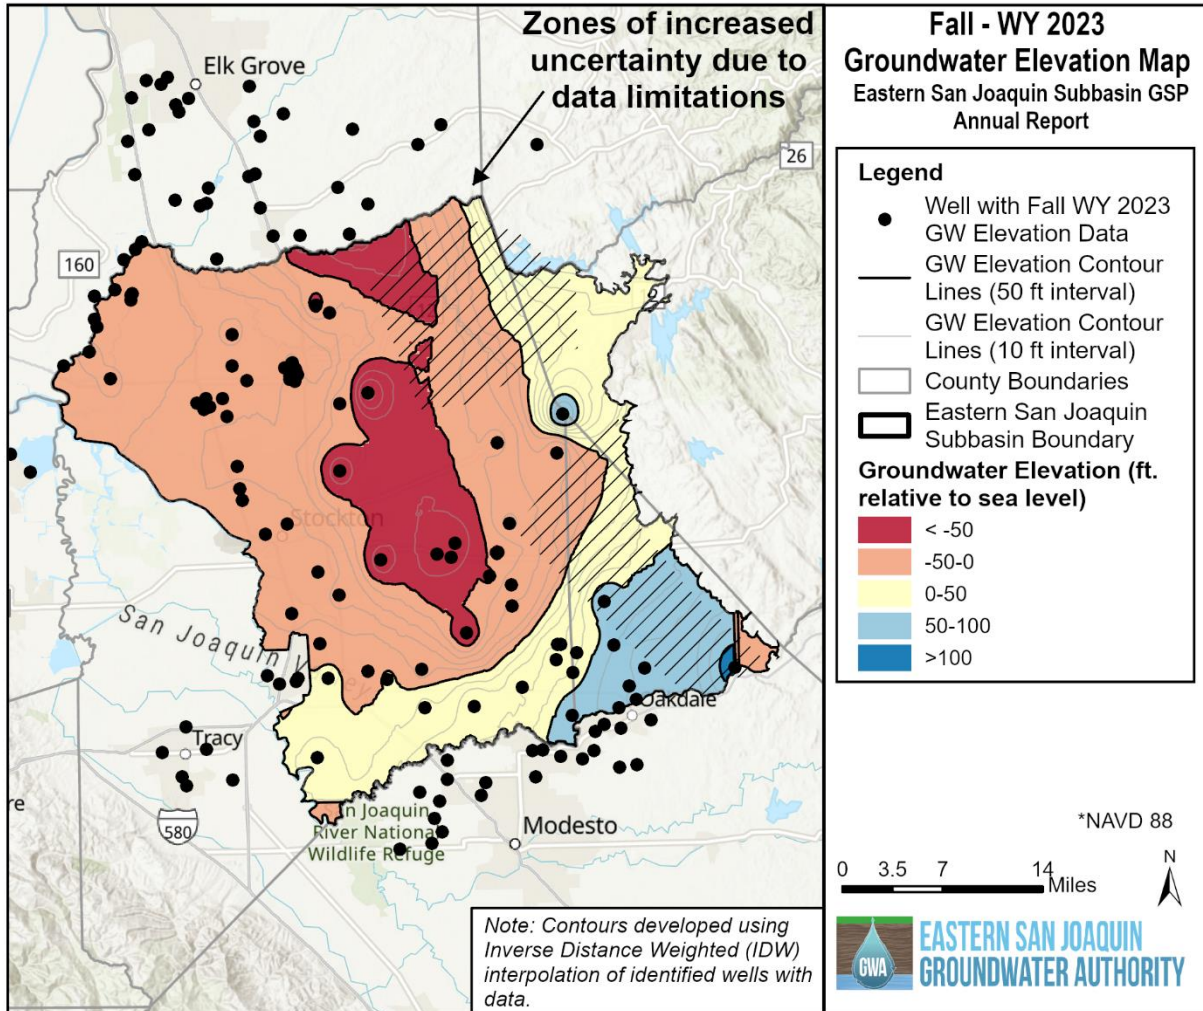 Zones of increased
uncertainty due to
data limitations
Elk Grove
26
160
Stockton
San Joaquin
Oakdale
Tracy
580
n Joaquin
River National
Wildlife Refuge
Modesto
re
Note: Contours developed using
Inverse Distance Weighted (IDW)
interpolation of identified wells with
data.
Fall - WY 2023
Groundwater Elevation Map
Eastern San Joaquin Subbasin GSP
Annual Report
Legend
Well with Fall WY 2023
GW Elevation Data
GW Elevation Contour
Lines (50 ft interval)
GW Elevation Contour
Lines (10 ft interval)
County Boundaries
Eastern San Joaquin
Subbasin Boundary
Groundwater Elevation (ft.
relative to sea level)
< -50
-50-0
0-50
50-100
>100
*NAVD 88
0 3.5 7 14 Miles
N
GWA
EASTERN SAN JOAQUIN
GROUNDWATER AUTHORITY